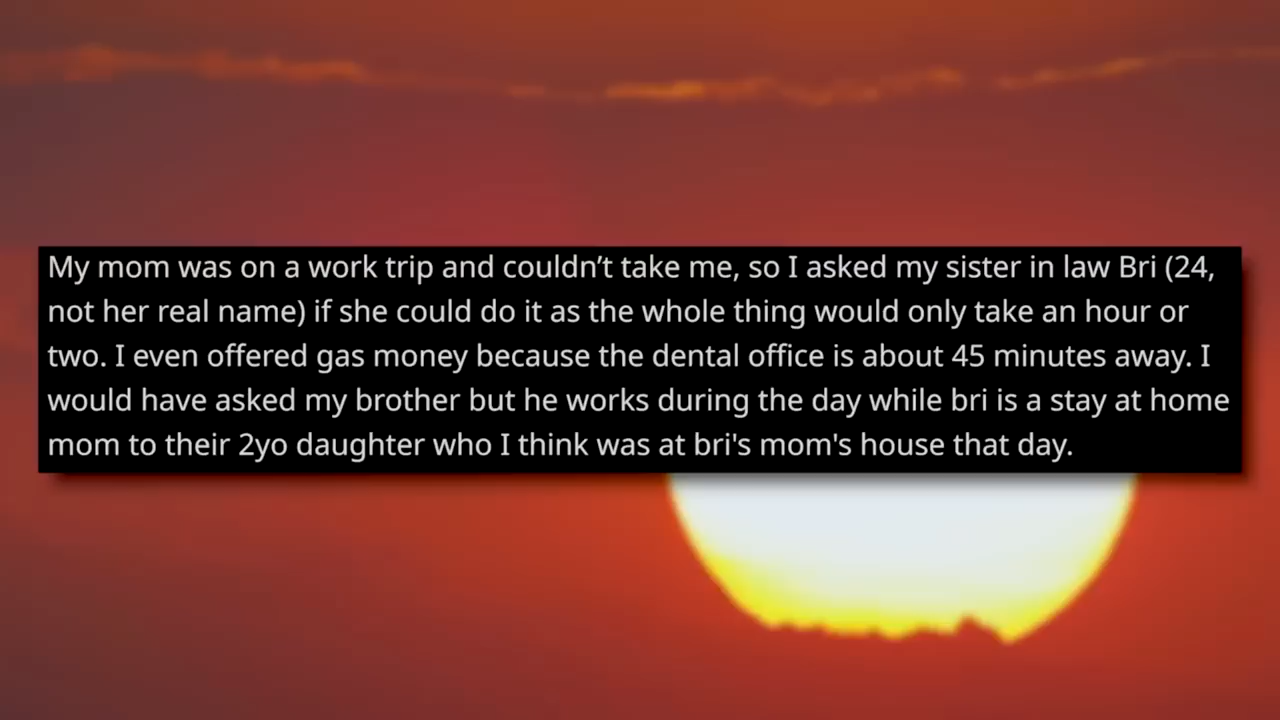 My mom was on a work trip and couldn’t take me, so I asked my sister in law Bri (24,
not her real name) if she could do it as the whole thing would only take an hour or
two. I even offered gas money because the dental office is about 45 minutes away. I
would have asked my brother but he works during the day while bri is a stay at home
mom to their 2yo daughter who I think was at bri's mom's house that day.